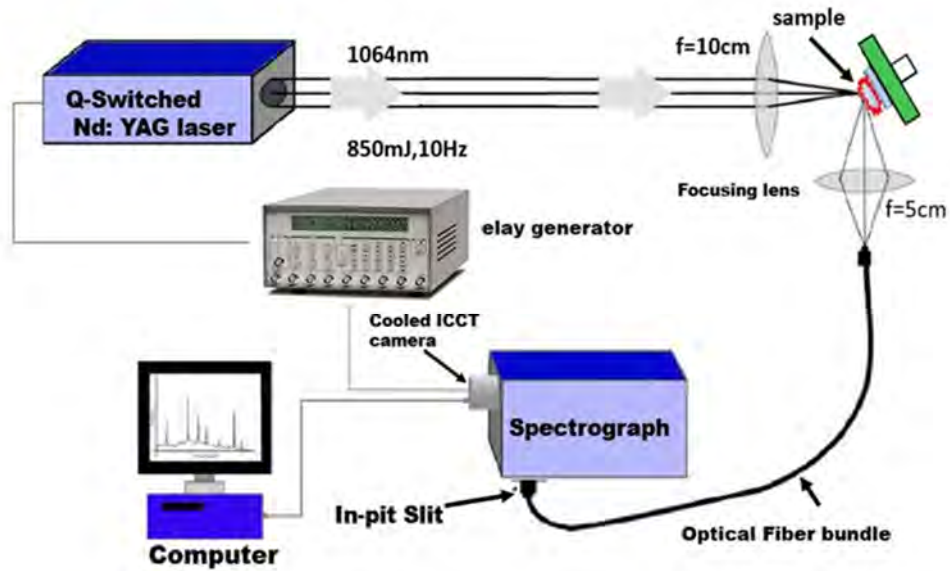 sample
1064nm
f=10cm
Q-Switched
Nd: YAG laser
850mJ,10Hz
Focusing lens
f=5cm
elay generator
Cooled ICCT
camera
Spectrograph
In-pit Slit
Optical Fiber bundle
Computer